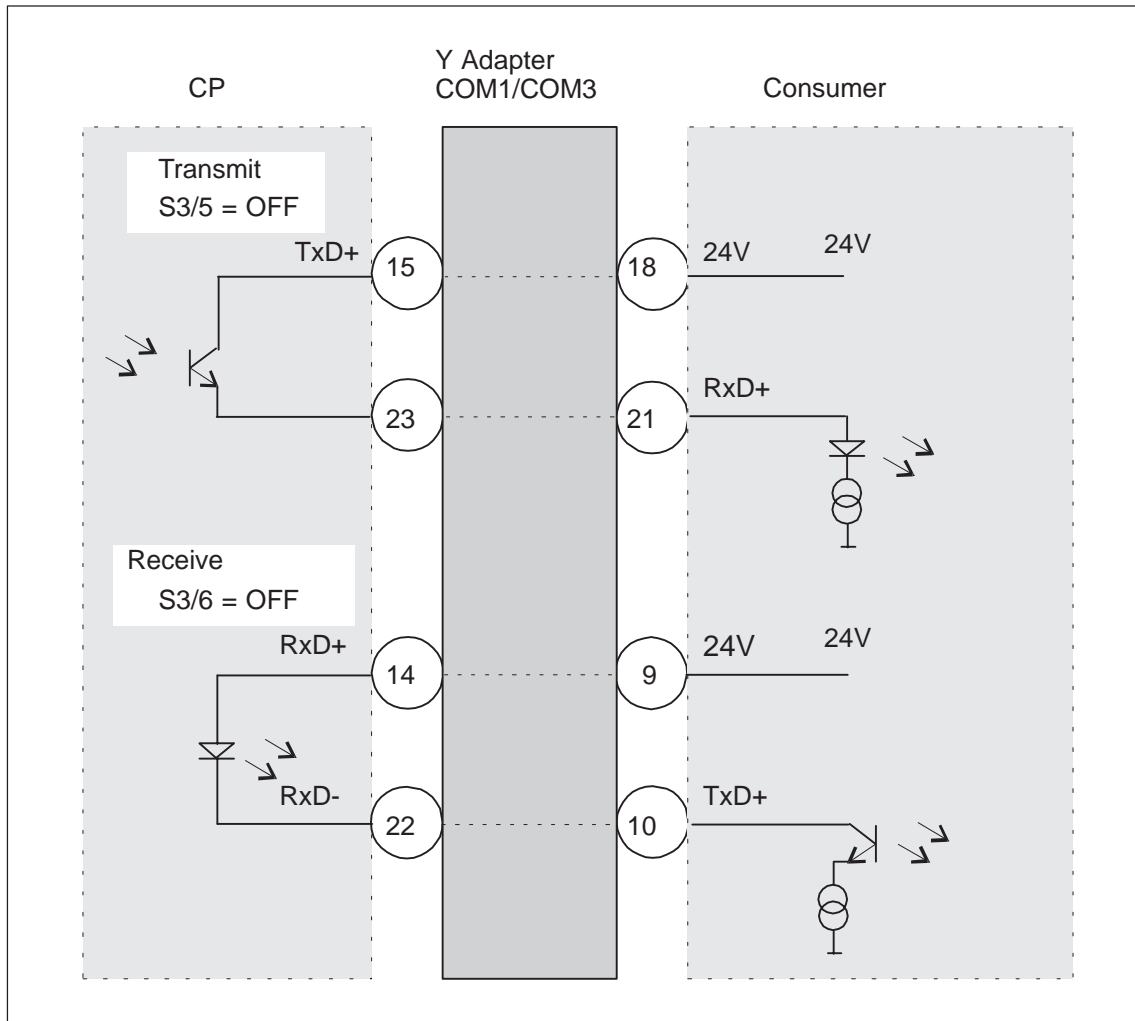 CP
Y Adapter
COM1/COM3
Consumer
Transmit
S3/5 = OFF
TxD+
15
18
24V
24V
23
21
RxD+
Receive
S3/6 = OFF
RxD+
14
9
24V
24V
RxD-
22
10
TxD+